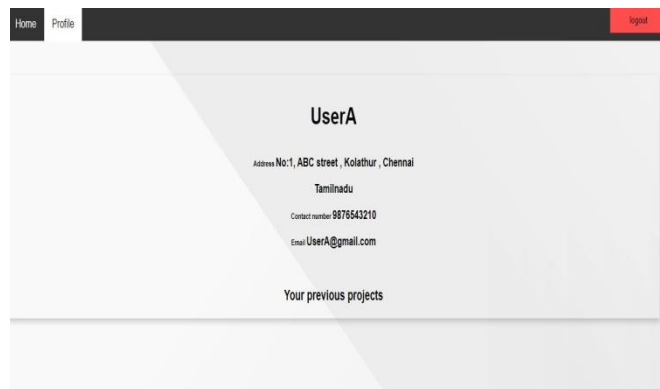 Home Profile logout
UserA
Address No:1, ABC street , Kolathur , Chennai
Tamilnadu
Contact number 9876543210
Email UserA@gmail.com
Your previous projects